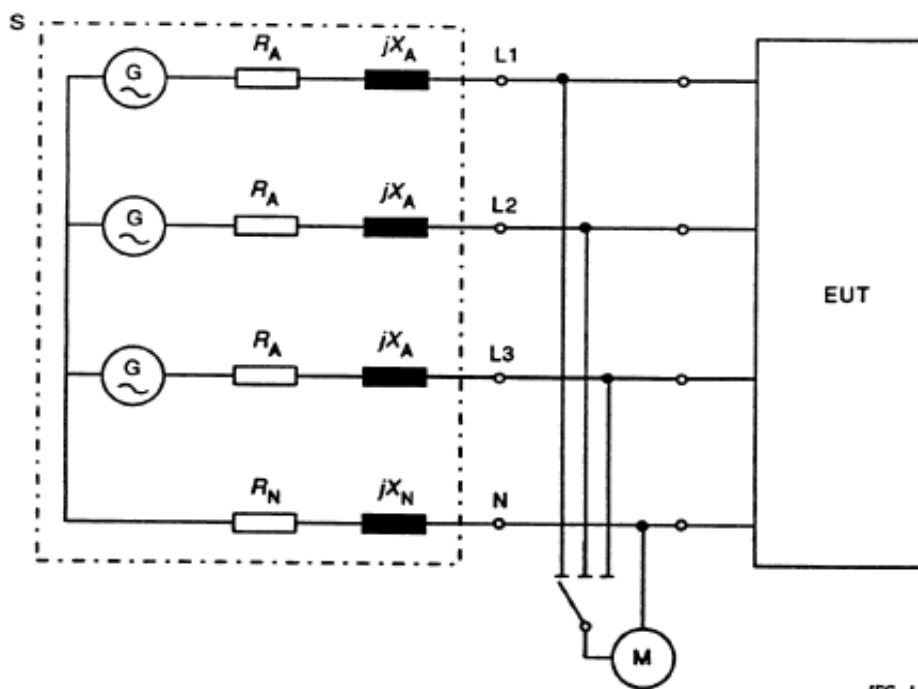 S
G R_A jX_A L1
G R_A jX_A L2
EUT
G R_A jX_A L3
R_N jX_N N
M